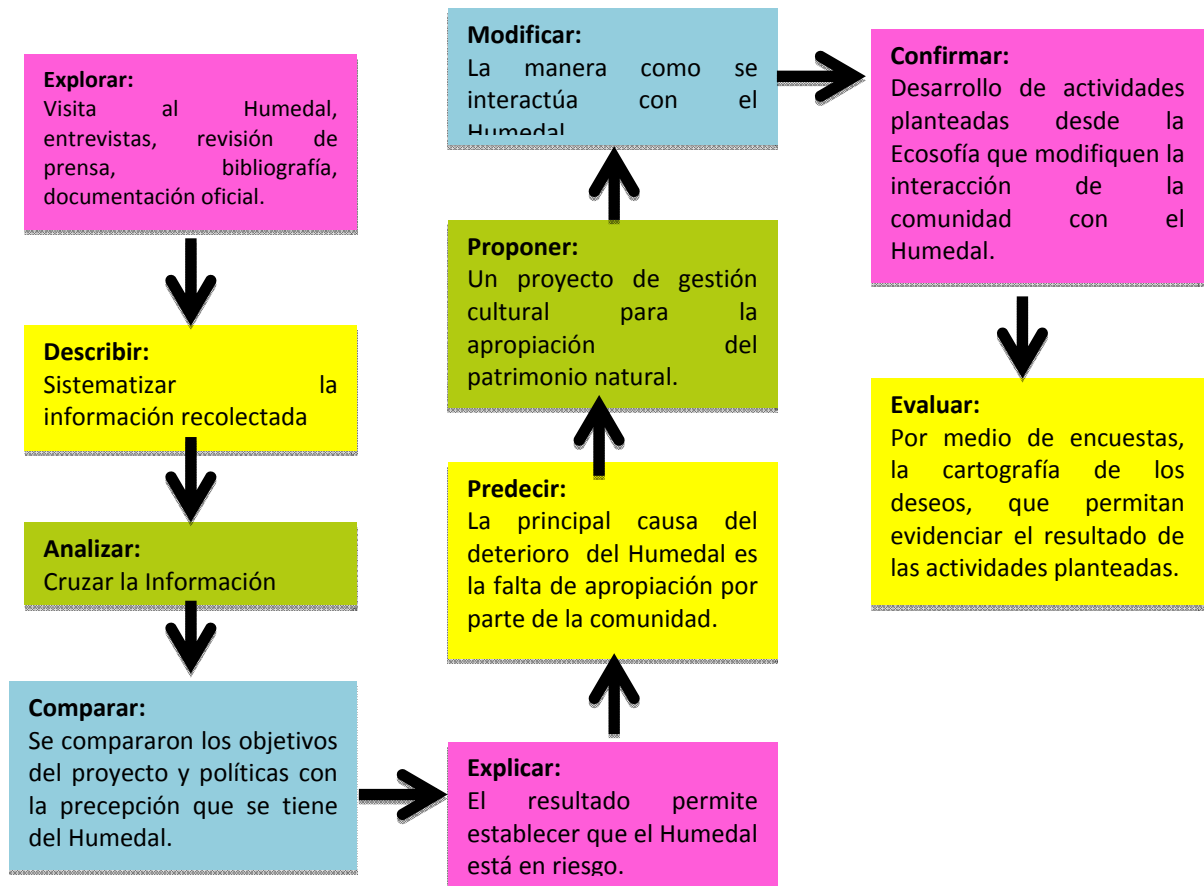 Explorar:
Visita al Humedal,
entrevistas, revisión de
prensa, bibliografía,
documentación oficial.
Describir:
Sistematizar la
información recolectada
Analizar:
Cruzar la Información
Comparar:
Se compararon los objetivos
del proyecto y políticas con
la precepción que se tiene
del Humedal.
Explicar:
El resultado permite
establecer que el Humedal
está en riesgo.
Predecir:
La principal causa del
deterioro del Humedal es
la falta de apropiación por
parte de la comunidad.
Proponer:
Un proyecto de gestión
cultural para la
apropiación del
patrimonio natural.
Modificar:
La manera como se
interactúa con el
Humedal
Confirmar:
Desarrollo de actividades
planteadas desde la
Ecosofía que modifiquen la
interacción de la
comunidad con el
Humedal.
Evaluar:
Por medio de encuestas,
la cartografía de los
deseos, que permitan
evidenciar el resultado de
las actividades planteadas.